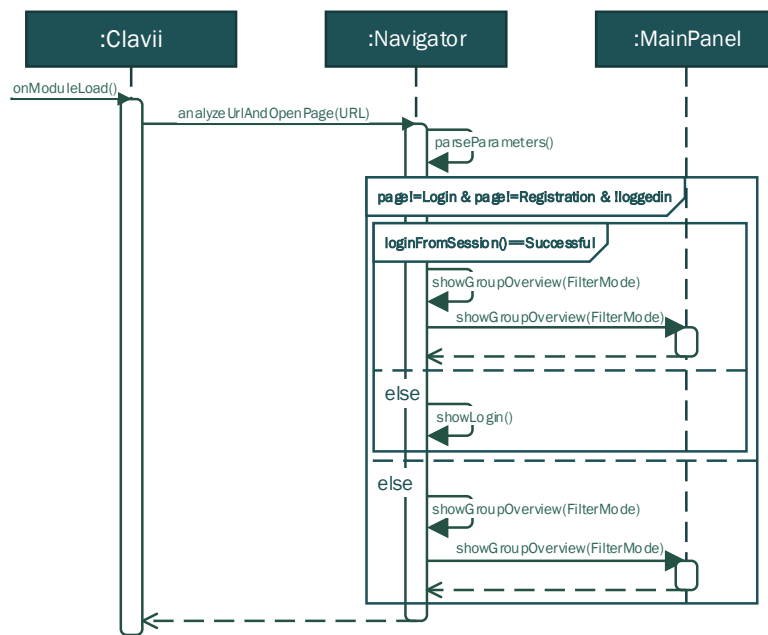 :Clavii
:Navigator
:MainPanel
onModuleLoad()
analyzeUrlAndOpenPage(URL)
parseParameters()
page!=Login & page!=Registration & !loggedin
loginFromSession()==Successful
showGroupOverview(FilterMode)
showGroupOverview(FilterMode)
else
showLogin()
else
showGroupOverview(FilterMode)
showGroupOverview(FilterMode)